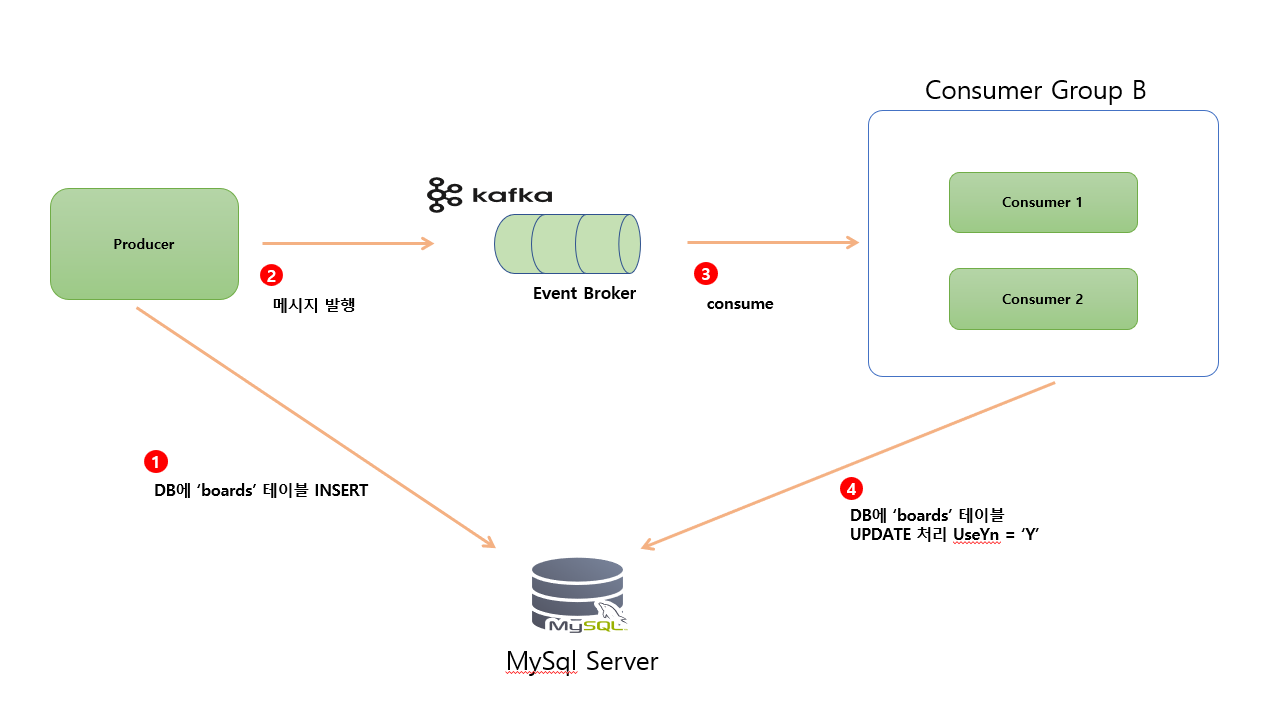 Consumer Group B
kafka
Producer
Consumer 1
Consumer 2
2
메시지 발행
Event Broker
3
consume
1
DB에 ‘boards’ 테이블 INSERT
4
DB에 ‘boards’ 테이블
UPDATE 처리 UseYn = ‘Y’
MySQL
MySql Server